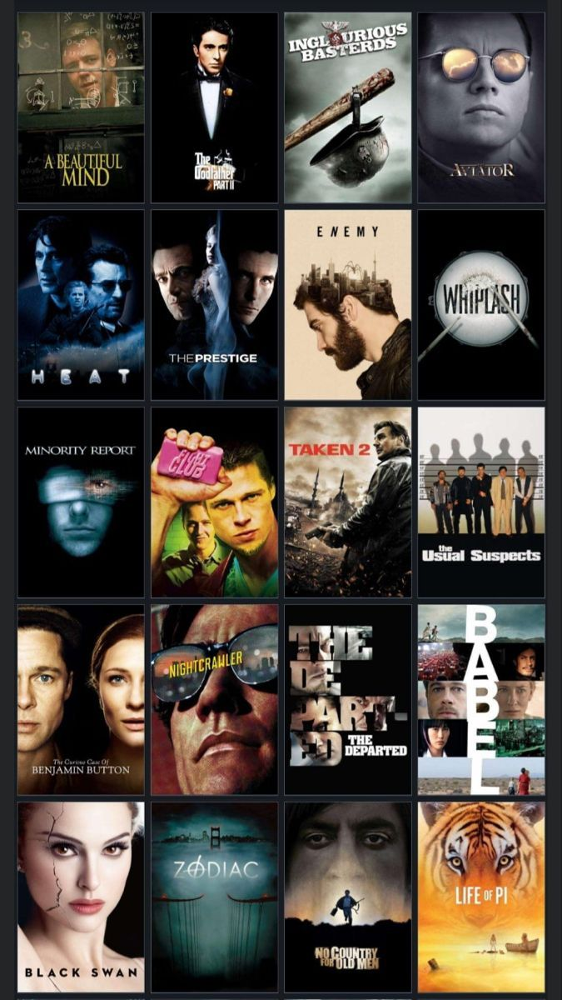 A BEAUTIFUL
MIND
The
Godfather
PART II
INGLOURIOUS
BASTERDS
AVIATOR
HEAT
THE PRESTIGE
ENEMY
WHIPLASH
MINORITY REPORT
FIGHT
CLUB
TAKEN 2
the
Usual Suspects
The Curious Case Of
BENJAMIN BUTTON
NIGHTCRAWLER
THE
DE
PART-
ED
THE
DEPARTED
BABEL
BLACK SWAN
ZODIAC
NO COUNTRY
FOR OLD MEN
LIFE OF PI